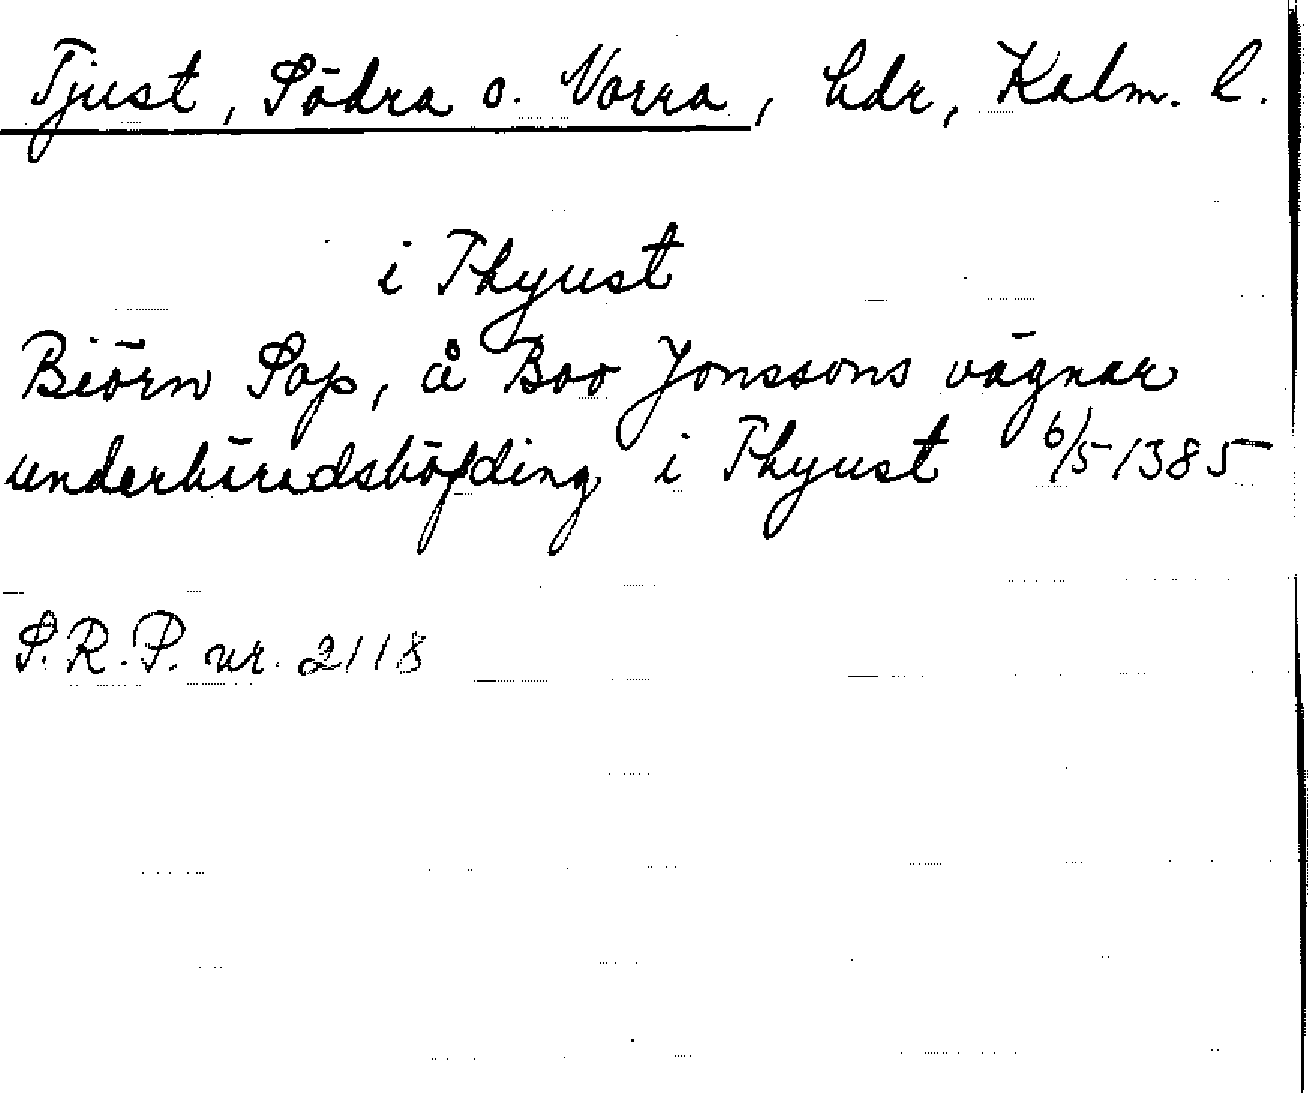 Tjust, Södra o. Norra, hdr, Kalm. l.
i Thyust
Biörn Sop, å Boo Jonssons vägnar
underhäradshöfding i Thyust 6/5 1385
S.R.P. nr. 2118